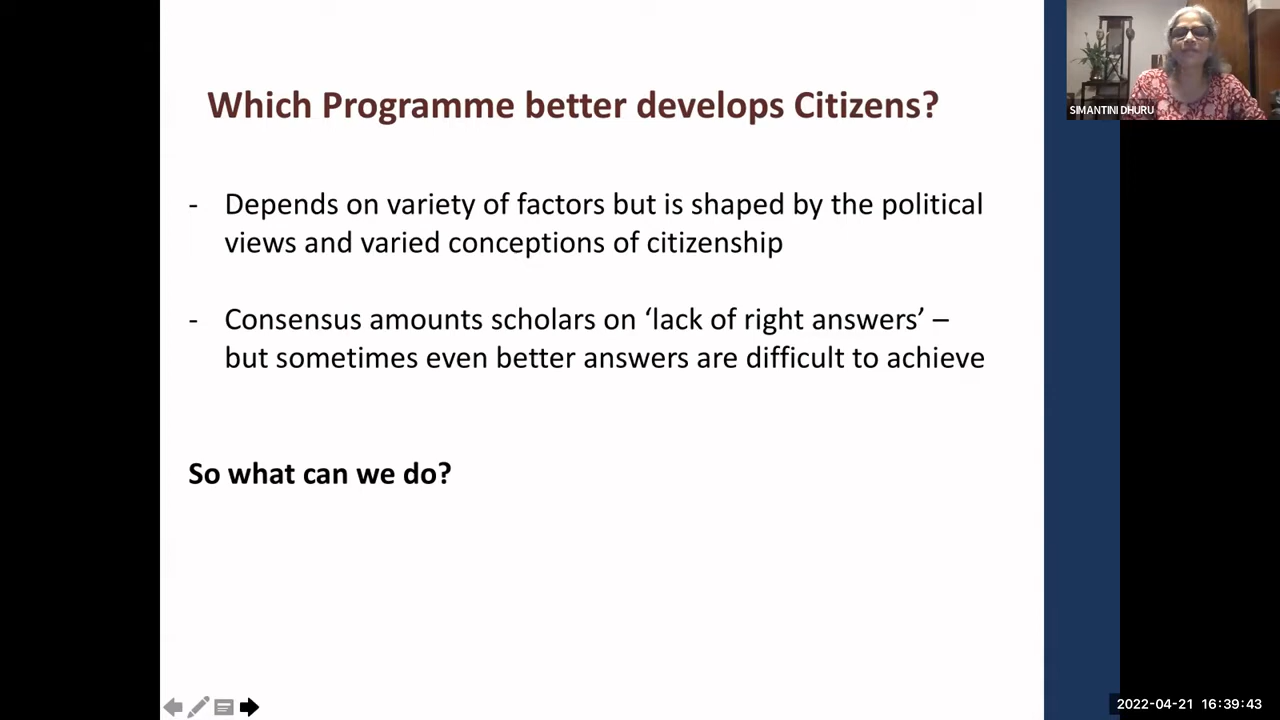 Which Programme better develops Citizens?
- Depends on variety of factors but is shaped by the political
views and varied conceptions of citizenship
- Consensus amounts scholars on ‘lack of right answers’ –
but sometimes even better answers are difficult to achieve
So what can we do?
SIMANTINI DHURU
2022-04-21 16:39:43